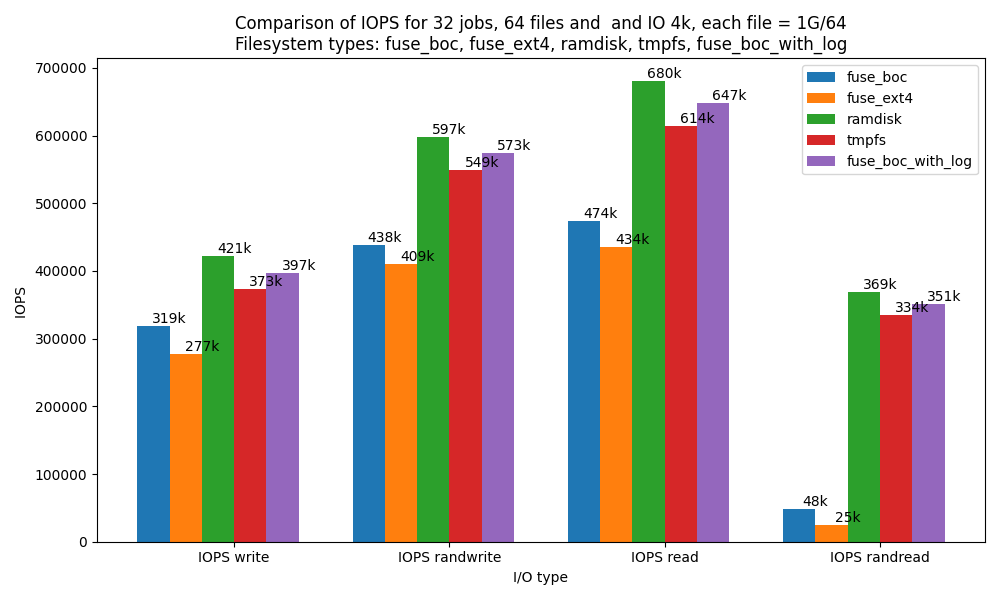 Comparison of IOPS for 32 jobs, 64 files and  and IO 4k, each file = 1G/64
Filesystem types: fuse_boc, fuse_ext4, ramdisk, tmpfs, fuse_boc_with_log
fuse_boc
fuse_ext4
ramdisk
tmpfs
fuse_boc_with_log
IOPS
700000
600000
500000
400000
300000
200000
100000
0
319k
277k
421k
373k
397k
438k
409k
597k
549k
573k
474k
434k
680k
614k
647k
48k
25k
369k
334k
351k
IOPS write
IOPS randwrite
IOPS read
IOPS randread
I/O type